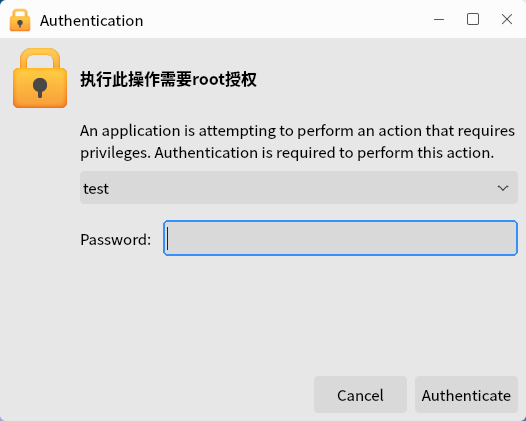 Authentication
执行此操作需要root授权
An application is attempting to perform an action that requires
privileges. Authentication is required to perform this action.
test
Password:
Cancel
Authenticate